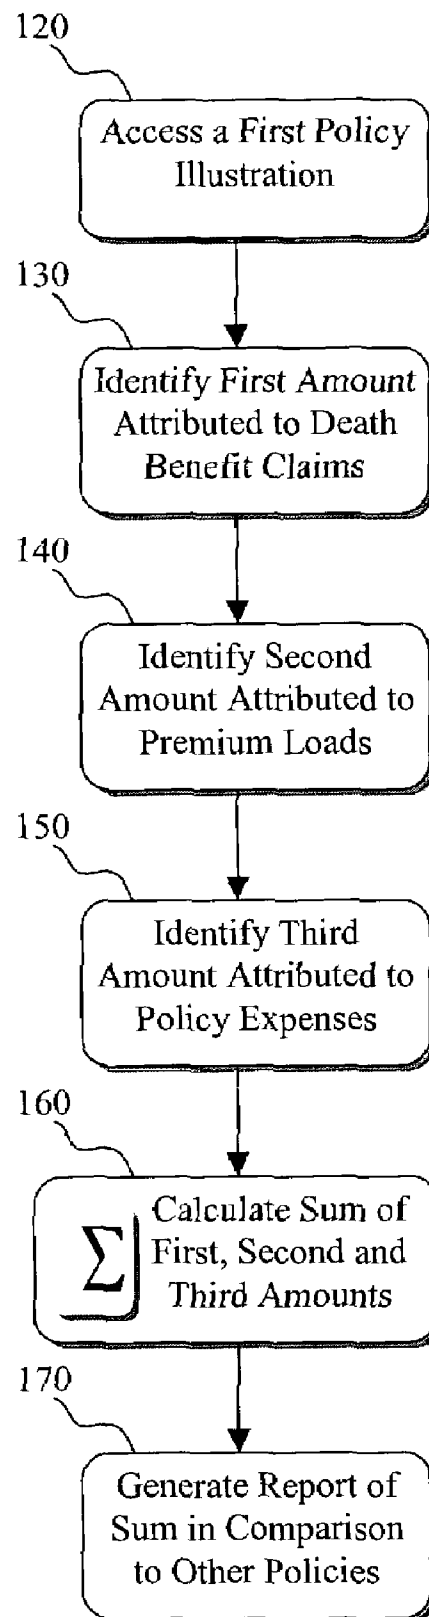 120
Access a First Policy
Illustration
130
Identify First Amount
Attributed to Death
Benefit Claims
140
Identify Second
Amount Attributed to
Premium Loads
150
Identify Third
Amount Attributed to
Policy Expenses
160
Σ
Calculate Sum of
First, Second and
Third Amounts
170
Generate Report of
Sum in Comparison
to Other Policies